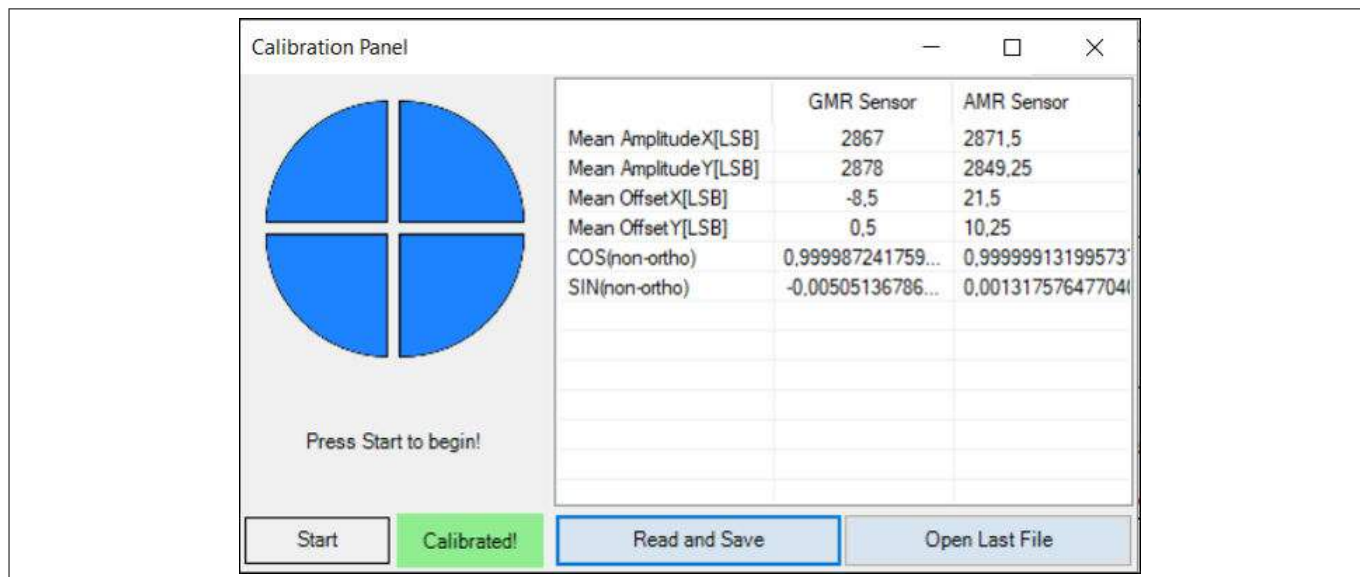 Calibration Panel
GMR Sensor AMR Sensor
Mean AmplitudeX[LSB] 2867 2871,5
Mean AmplitudeY[LSB] 2878 2849,25
Mean OffsetX[LSB] -8,5 21,5
Mean OffsetY[LSB] 0,5 10,25
COS(non-ortho) 0,999987241759... 0,99999913199573
SIN(non-ortho) -0,00505136786... 0,001317576477040
Press Start to begin!
Start Calibrated! Read and Save Open Last File